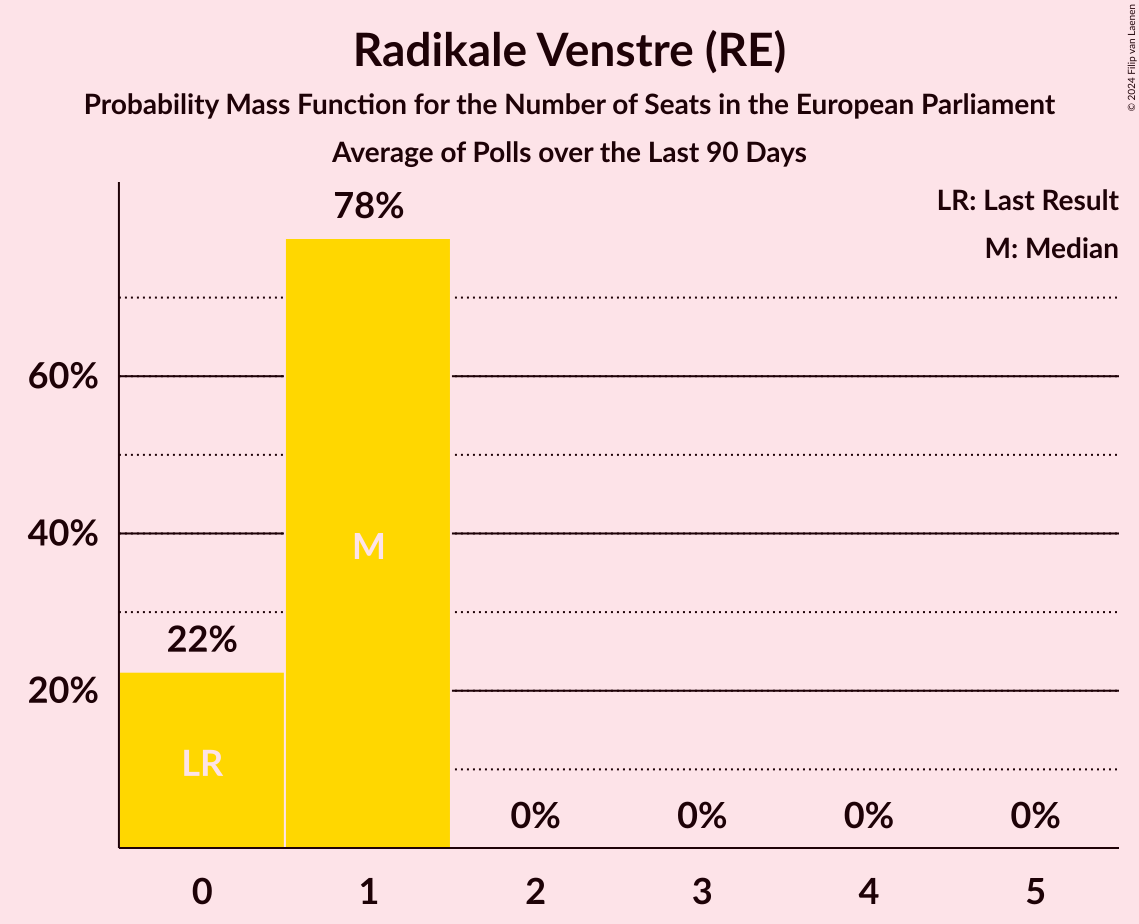 Radikale Venstre (RE)
Probability Mass Function for the Number of Seats in the European Parliament
Average of Polls over the Last 90 Days
© 2024 Filip van Laenen
LR: Last Result
M: Median
78%
60%
40%
M
22%
20%
LR
0% 0% 0% 0%
0 1 2 3 4 5